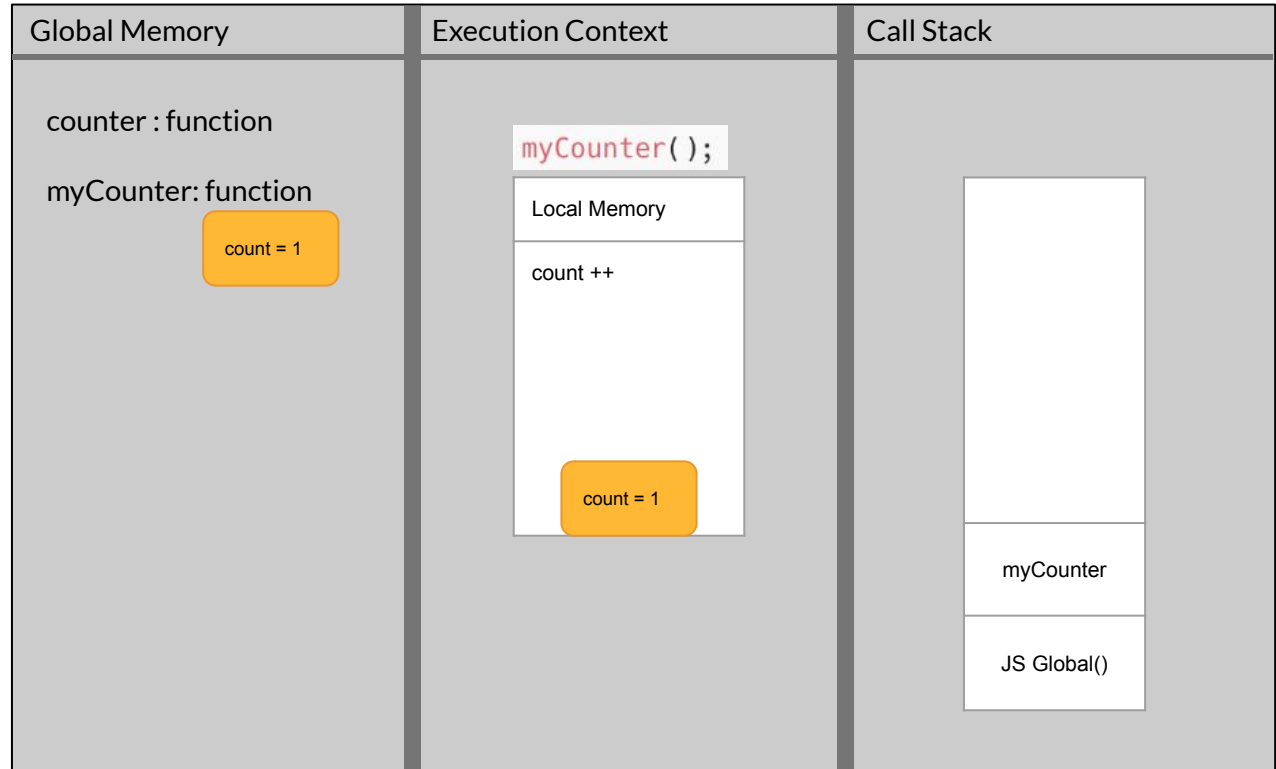 Global Memory
Execution Context
Call Stack
counter : function
myCounter: function
count = 1
myCounter();
Local Memory
count ++
count = 1
myCounter
JS Global()